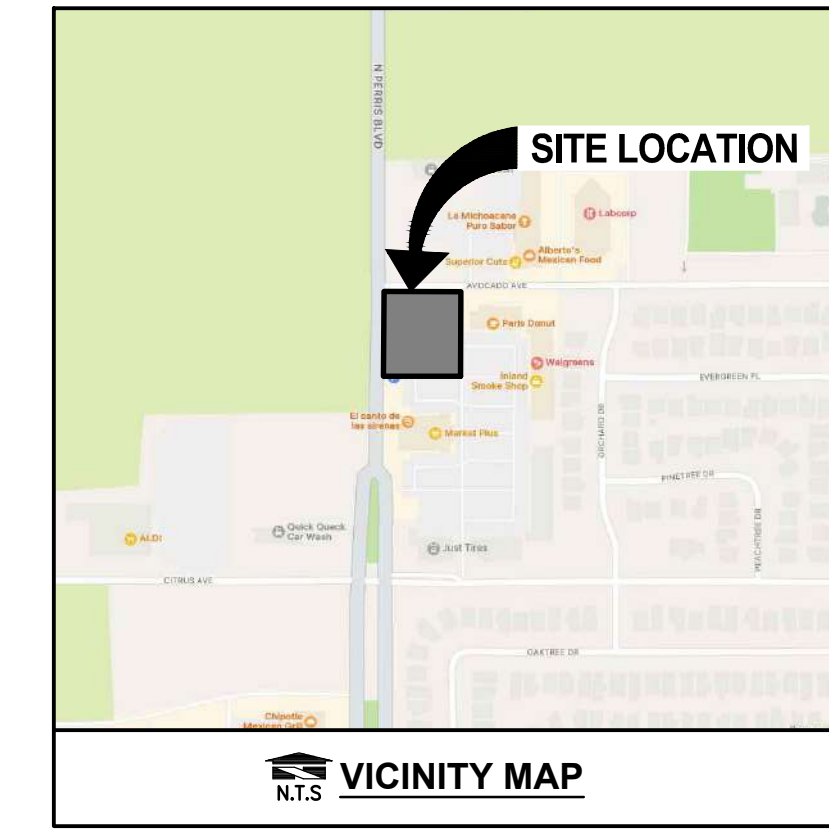 N PERRIS BLVD
SITE LOCATION
La Michoacana
Puro Sabor
Labcorp
Superior Cuts
Alberto's
Mexican Food
AVOCADO AVE
Paris Donut
Walgreens
Inland
Smoke Shop
EVERGREEN PL
ORCHARD DR
El canto de
las sirenas
Market Plus
PINETREE DR
PEACHTREE DR
ALDI
Quick Quack
Car Wash
Just Tires
CITRUS AVE
OAKTREE DR
Chipotle
Mexican Grill
N.T.S
VICINITY MAP